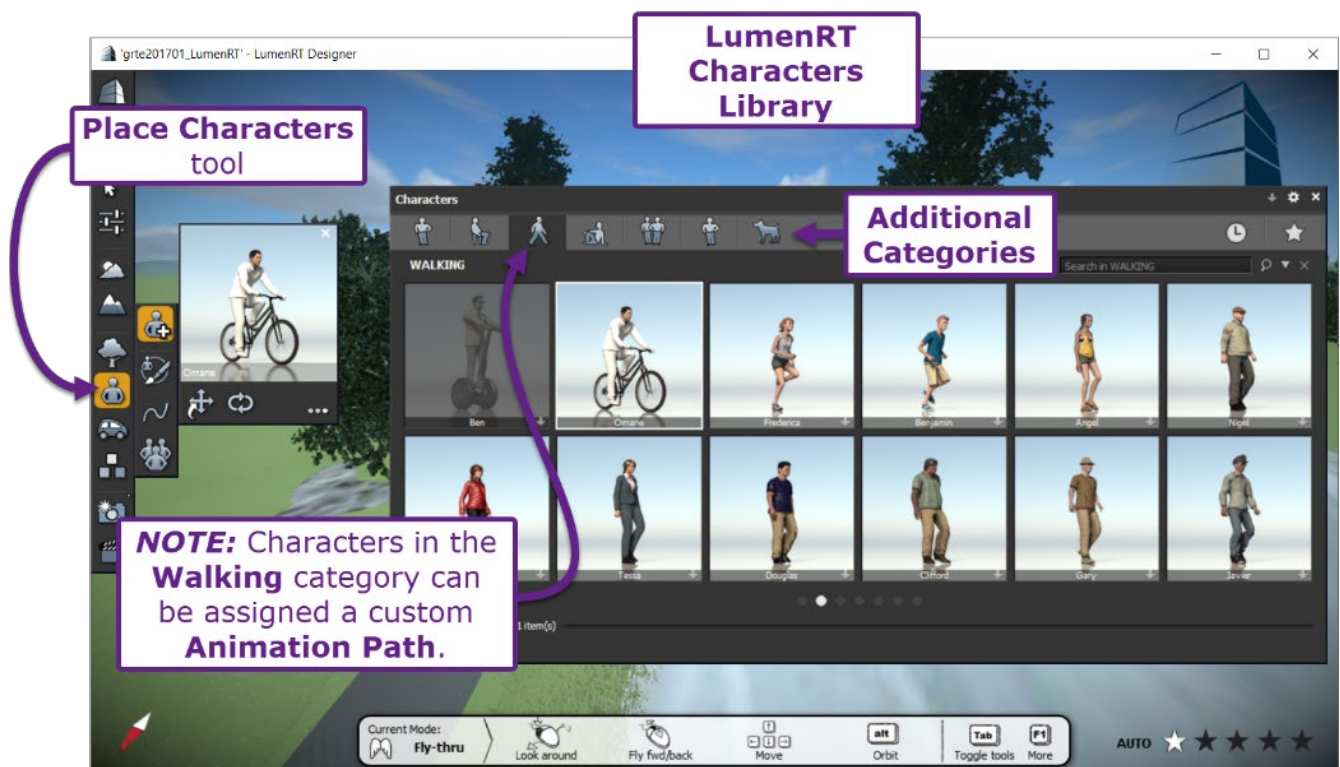 'grte201701_LumenRT' - LumenRT Designer
LumenRT
Characters
Library
Place Characters
tool
Characters
Additional
Categories
WALKING
Search in WALKING
Omarie
Ben
Omarie
Frederica
Benjamin
Angel
Nigel
Tessa
Douglas
Clifford
Gary
Javier
NOTE: Characters in the
Walking category can
be assigned a custom
Animation Path.
1 item(s)
Current Mode:
Fly-thru
Look around
Fly fwd/back
Move
alt
Orbit
Tab
Toggle tools
F1
More
AUTO